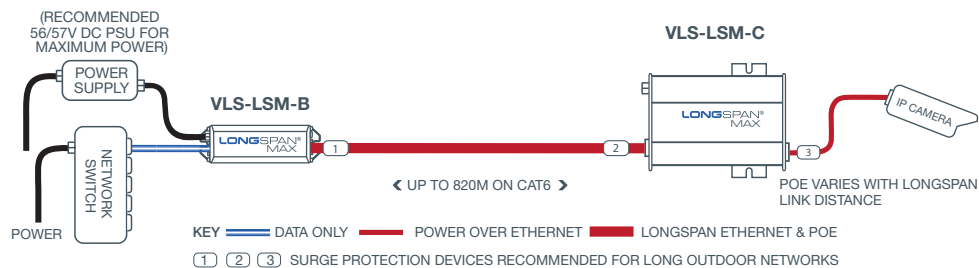 (RECOMMENDED
56/57V DC PSU FOR
MAXIMUM POWER)
POWER
SUPPLY
VLS-LSM-B
VLS-LSM-C
LONGSPAN®
MAX
LONGSPAN®
MAX
IP CAMERA
1
2
3
NETWORK
SWITCH
< UP TO 820M ON CAT6 >
POE VARIES WITH LONGSPAN
LINK DISTANCE
POWER
KEY DATA ONLY POWER OVER ETHERNET LONGSPAN ETHERNET & POE
1 2 3 SURGE PROTECTION DEVICES RECOMMENDED FOR LONG OUTDOOR NETWORKS